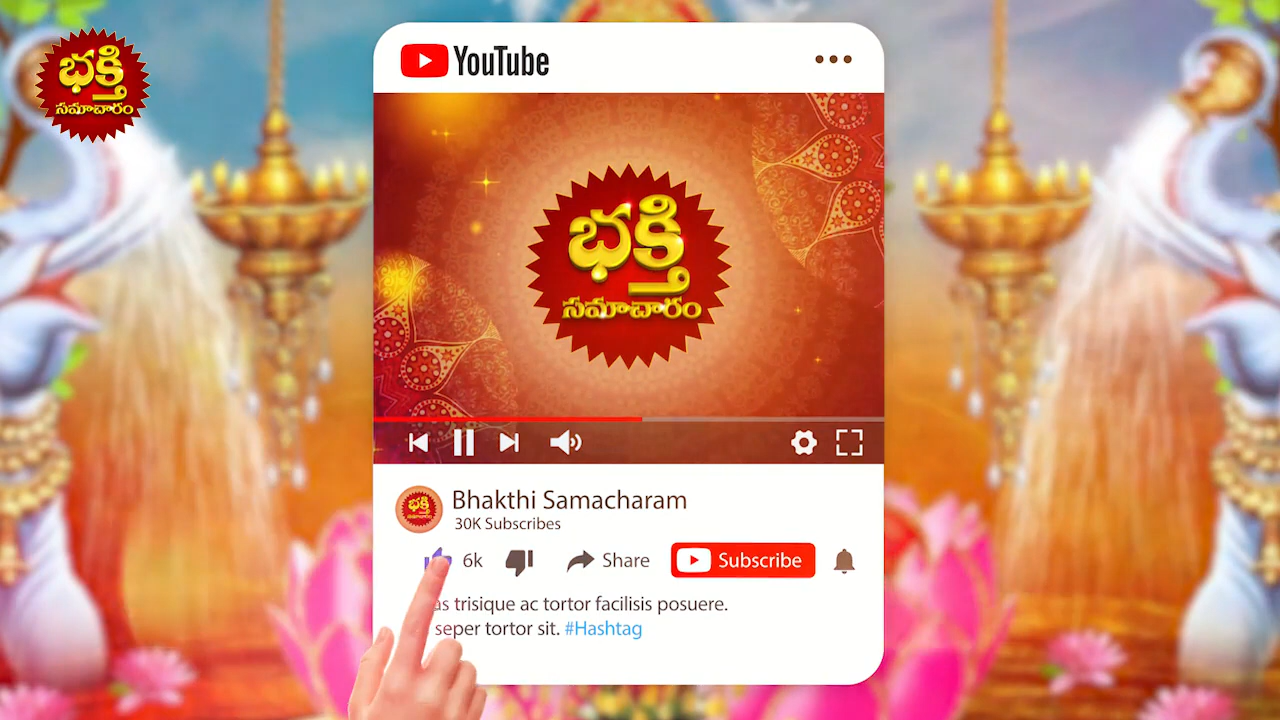 భక్తి
సమాచారం
YouTube
భక్తి
సమాచారం
భక్తి
Bhakthi Samacharam
30K Subscribes
6k
Share
Subscribe
trisique ac tortor facilisis posuere.
seper tortor sit. #Hashtag